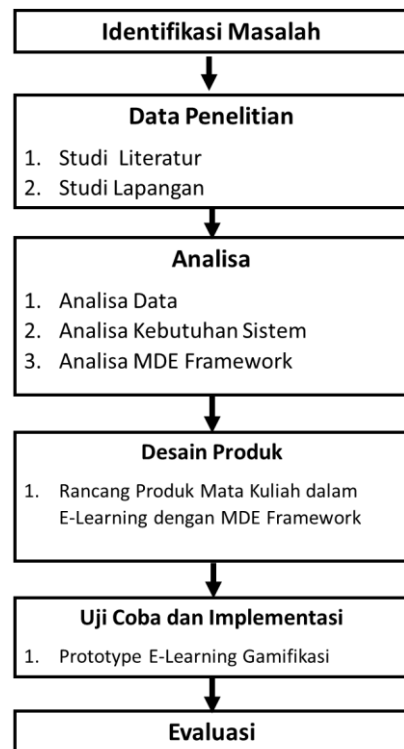 Identifikasi Masalah
Data Penelitian
1. Studi Literatur
2. Studi Lapangan
Analisa
1. Analisa Data
2. Analisa Kebutuhan Sistem
3. Analisa MDE Framework
Desain Produk
1. Rancang Produk Mata Kuliah dalam
E-Learning dengan MDE Framework
Uji Coba dan Implementasi
1. Prototype E-Learning Gamifikasi
Evaluasi